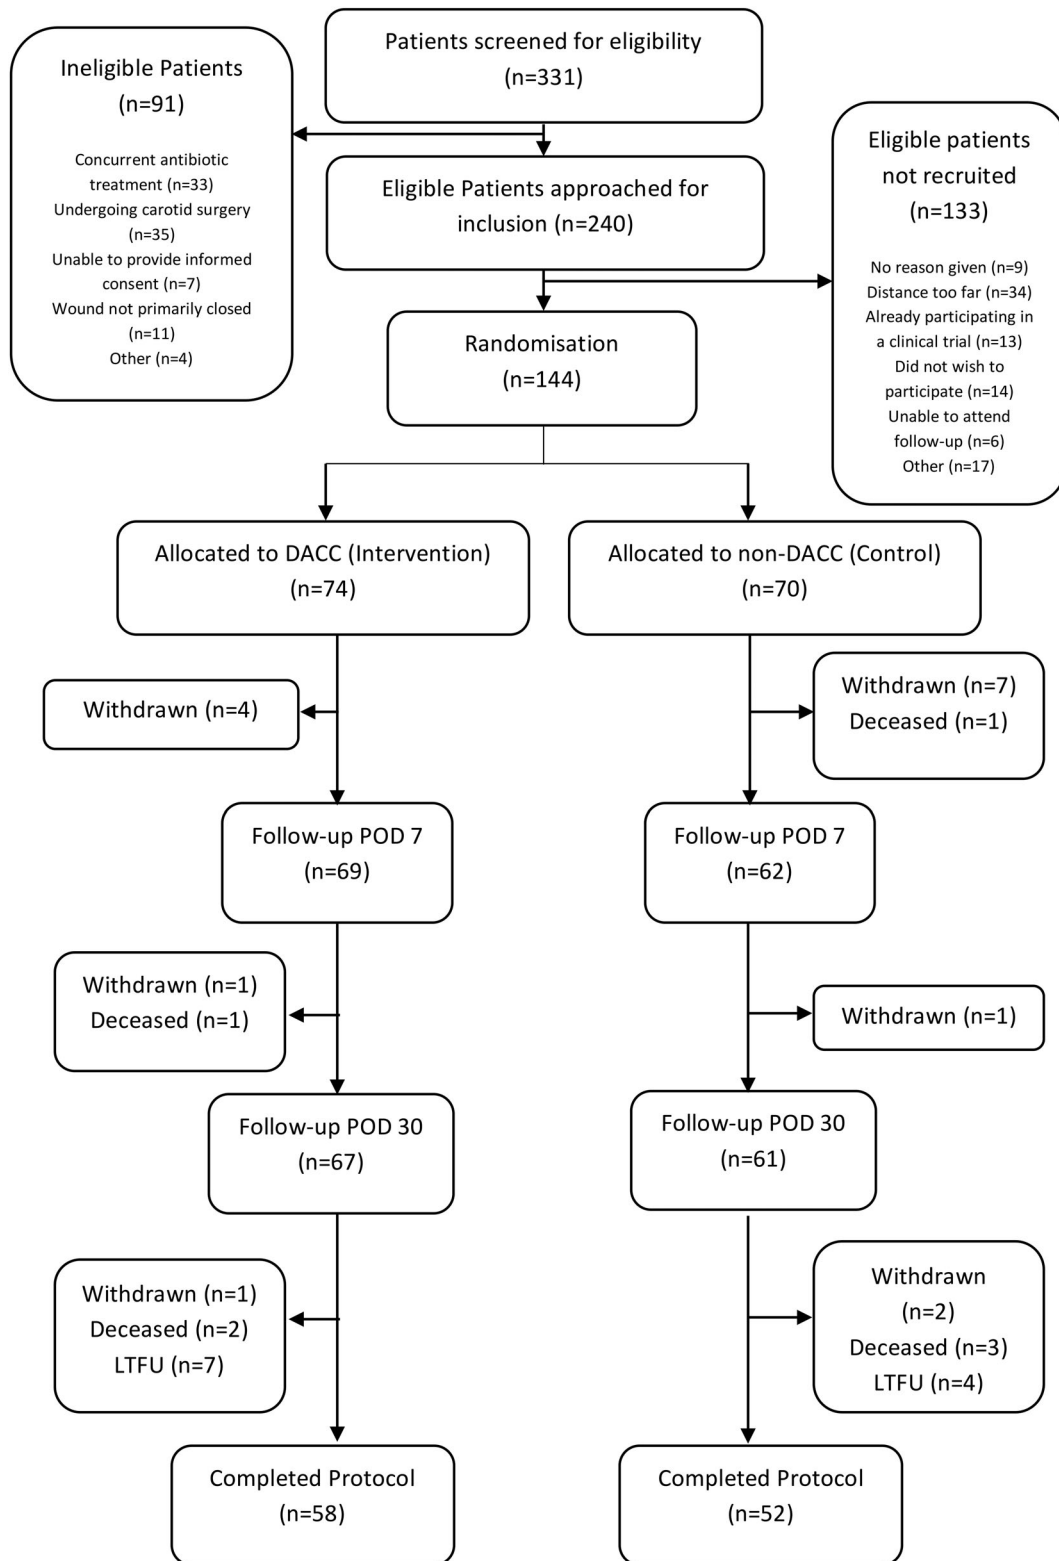 Patients screened for eligibility
(n=331)
Ineligible Patients
(n=91)
Concurrent antibiotic
treatment (n=33)
Undergoing carotid surgery
(n=35)
Unable to provide informed
consent (n=7)
Wound not primarily closed
(n=11)
Other (n=4)
Eligible Patients approached for
inclusion (n=240)
Eligible patients
not recruited
(n=133)
No reason given (n=9)
Distance too far (n=34)
Already participating in
a clinical trial (n=13)
Did not wish to
participate (n=14)
Unable to attend
follow-up (n=6)
Other (n=17)
Randomisation
(n=144)
Allocated to DACC (Intervention)
(n=74)
Allocated to non-DACC (Control)
(n=70)
Withdrawn (n=4)
Withdrawn (n=7)
Deceased (n=1)
Follow-up POD 7
(n=69)
Follow-up POD 7
(n=62)
Withdrawn (n=1)
Deceased (n=1)
Withdrawn (n=1)
Follow-up POD 30
(n=67)
Follow-up POD 30
(n=61)
Withdrawn (n=1)
Deceased (n=2)
LTFU (n=7)
Withdrawn
(n=2)
Deceased (n=3)
LTFU (n=4)
Completed Protocol
(n=58)
Completed Protocol
(n=52)